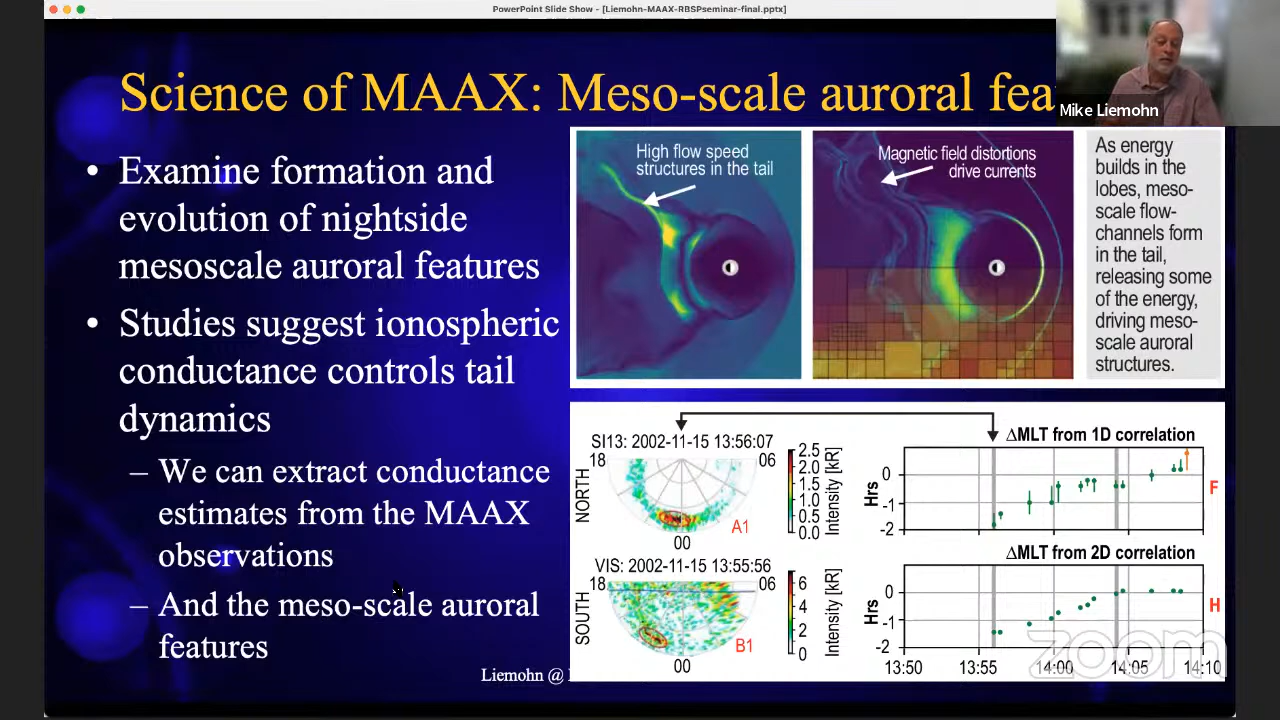 PowerPoint Slide Show - [Liemohn-MAAX-RBSPseminar-final.pptx]
Science of MAAX: Meso-scale auroral fea
Mike Liemohn
• Examine formation and
evolution of nightside
mesoscale auroral features
• Studies suggest ionospheric
conductance controls tail
dynamics
– We can extract conductance
estimates from the MAAX
observations
– And the meso-scale auroral
features
High flow speed
structures in the tail
Magnetic field distortions
drive currents
As energy
builds in the
lobes, meso-
scale flow-
channels form
in the tail,
releasing some
of the energy,
driving meso-
scale auroral
structures.
SI13: 2002-11-15 13:56:07
18
06
NORTH
A1
00
2.5
2.0
1.5
1.0
0.5
0.0
Intensity [kR]
VIS: 2002-11-15 13:55:56
18
06
SOUTH
B1
00
6
4
2
0
Intensity [kR]
ΔMLT from 1D correlation
0
-1
-2
Hrs
F
ΔMLT from 2D correlation
0
-1
-2
Hrs
H
13:50 13:55 14:00 14:05 14:10
zoom
Liemohn @